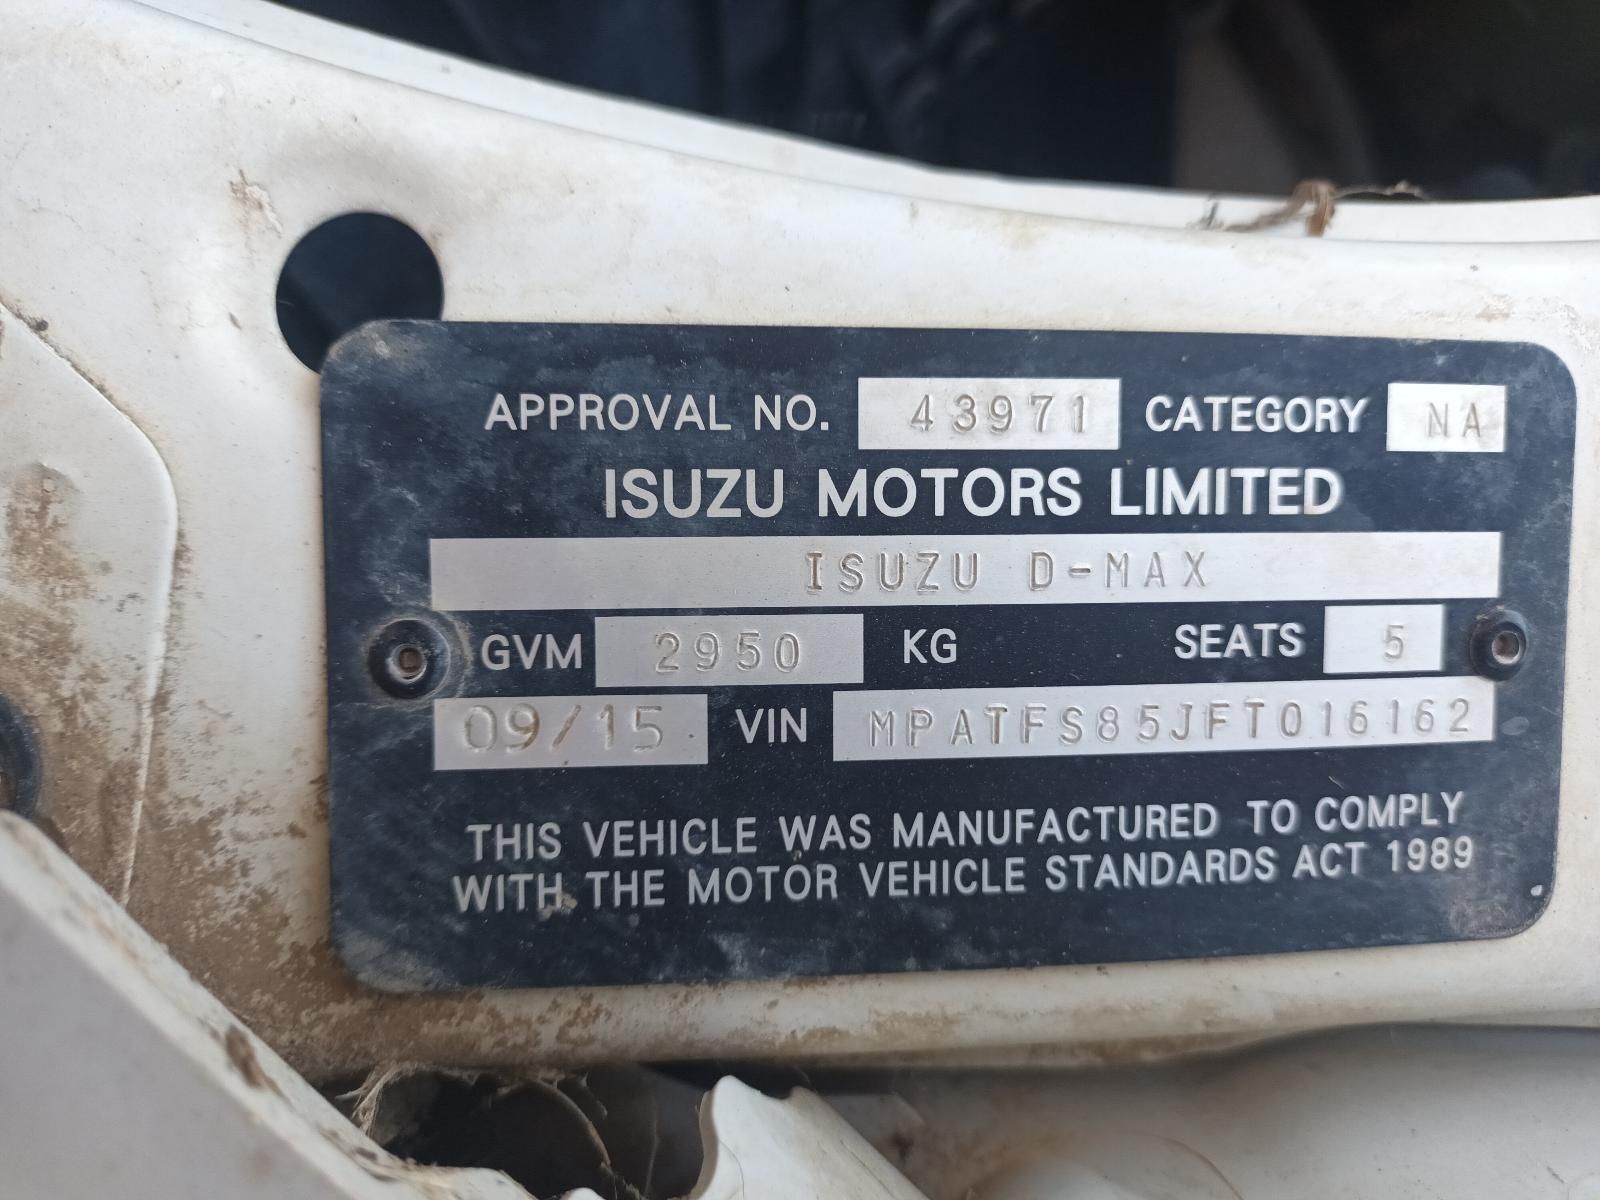 APPROVAL NO. 43971 CATEGORY NA
ISUZU MOTORS LIMITED
ISUZU D-MAX
GVM 2950 KG SEATS 5
09/15 VIN MPATFS85JFT016162
THIS VEHICLE WAS MANUFACTURED TO COMPLY
WITH THE MOTOR VEHICLE STANDARDS ACT 1989